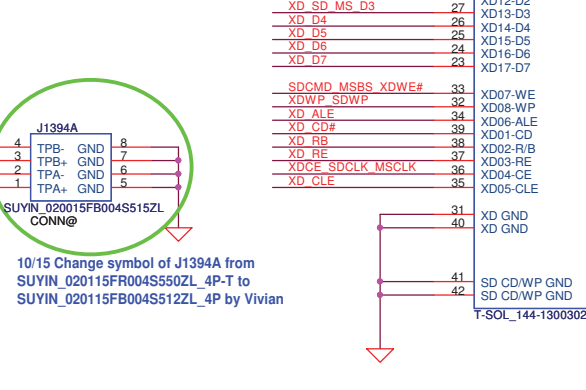 XD_SD_MS_D3 27 XD12-D2
XD_D4 26 XD13-D3
XD_D5 25 XD14-D4
XD_D6 24 XD15-D5
XD_D7 23 XD16-D6
XD17-D7
SDCMD_MSBS_XDWE# 33 XD07-WE
XDWP_SDWP 32 XD08-WP
XD_ALE 34 XD06-ALE
XD_CD# 39 XD01-CD
XD_RB 38 XD02-R/B
XD_RE 37 XD03-RE
XDCE_SDCLK_MSCLK 36 XD04-CE
XD_CLE 35 XD05-CLE
31 XD GND
40 XD GND
41 SD CD/WP GND
42 SD CD/WP GND
T-SOL_144-1300302
J1394A
4 TPB- GND 8
3 TPB+ GND 7
2 TPA- GND 6
1 TPA+ GND 5
SUYIN_020015FB004S515ZL
CONN@
10/15 Change symbol of J1394A from
SUYIN_020115FR004S550ZL_4P-T to
SUYIN_020115FB004S512ZL_4P by Vivian